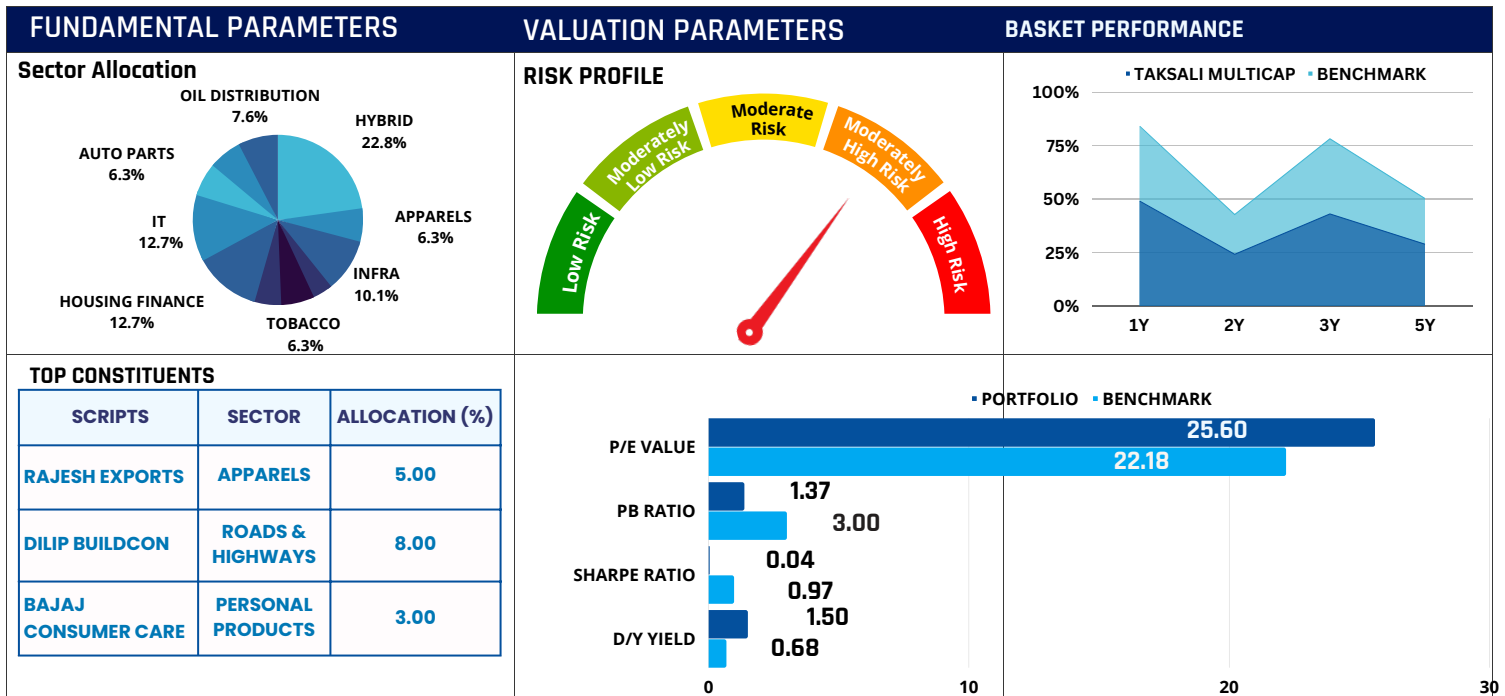 FUNDAMENTAL PARAMETERS
Sector Allocation
OIL DISTRIBUTION
7.6%
HYBRID
22.8%
AUTO PARTS
6.3%
APPARELS
6.3%
IT
12.7%
INFRA
10.1%
HOUSING FINANCE
12.7%
TOBACCO
6.3%
VALUATION PARAMETERS
RISK PROFILE
Low Risk
Moderately
Low Risk
Moderate
Risk
Moderately
High Risk
High Risk
BASKET PERFORMANCE
TAKSALI MULTICAP BENCHMARK
100%
75%
50%
25%
0%
1Y 2Y 3Y 5Y
TOP CONSTITUENTS
SCRIPTS SECTOR ALLOCATION (%)
RAJESH EXPORTS APPARELS 5.00
DILIP BUILDCON ROADS & HIGHWAYS 8.00
BAJAJ CONSUMER CARE PERSONAL PRODUCTS 3.00
PORTFOLIO BENCHMARK
P/E VALUE
25.60
22.18
PB RATIO
1.37
3.00
SHARPE RATIO
0.04
0.97
D/Y YIELD
1.50
0.68
0 10 20 30